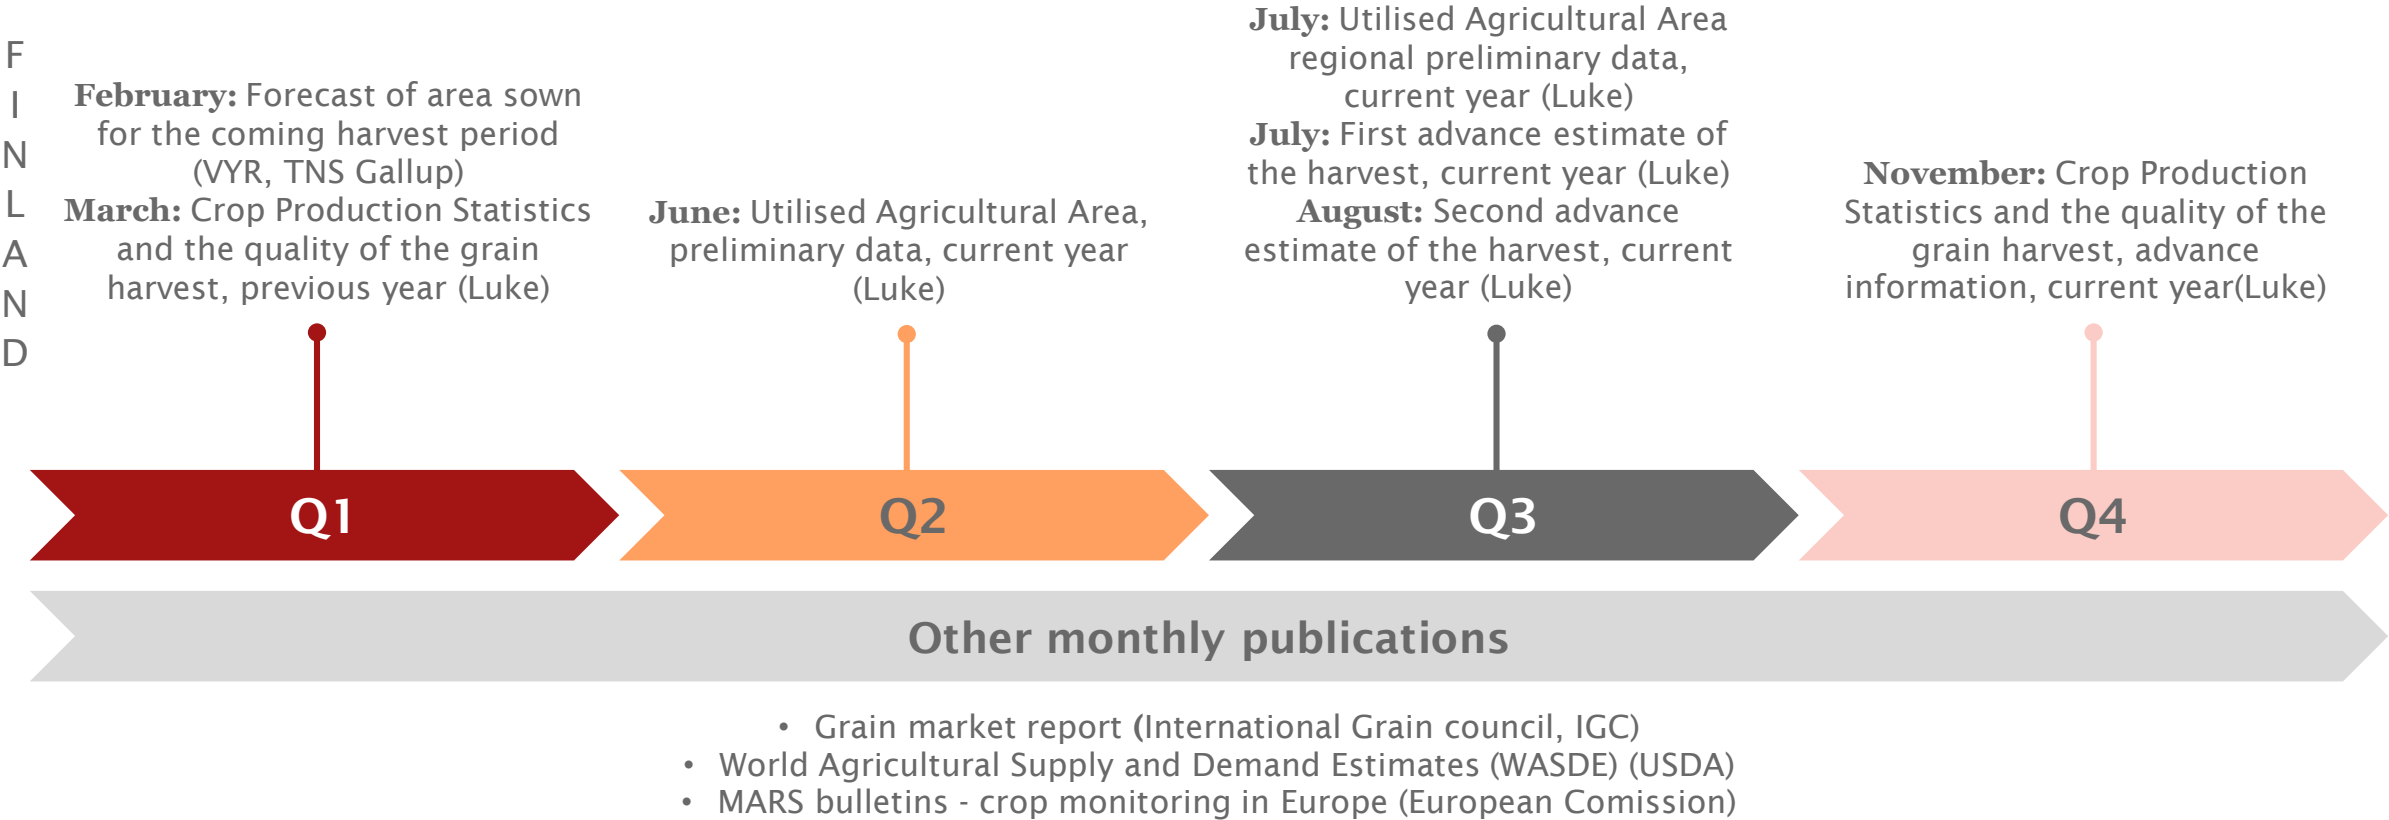 F
I
N
L
A
N
D
February: Forecast of area sown
for the coming harvest period
(VYR, TNS Gallup)
March: Crop Production Statistics
and the quality of the grain
harvest, previous year (Luke)
June: Utilised Agricultural Area,
preliminary data, current year
(Luke)
July: Utilised Agricultural Area
regional preliminary data,
current year (Luke)
July: First advance estimate of
the harvest, current year (Luke)
August: Second advance
estimate of the harvest, current
year (Luke)
November: Crop Production
Statistics and the quality of the
grain harvest, advance
information, current year(Luke)
Q1
Q2
Q3
Q4
Other monthly publications
• Grain market report (International Grain council, IGC)
• World Agricultural Supply and Demand Estimates (WASDE) (USDA)
• MARS bulletins - crop monitoring in Europe (European Comission)